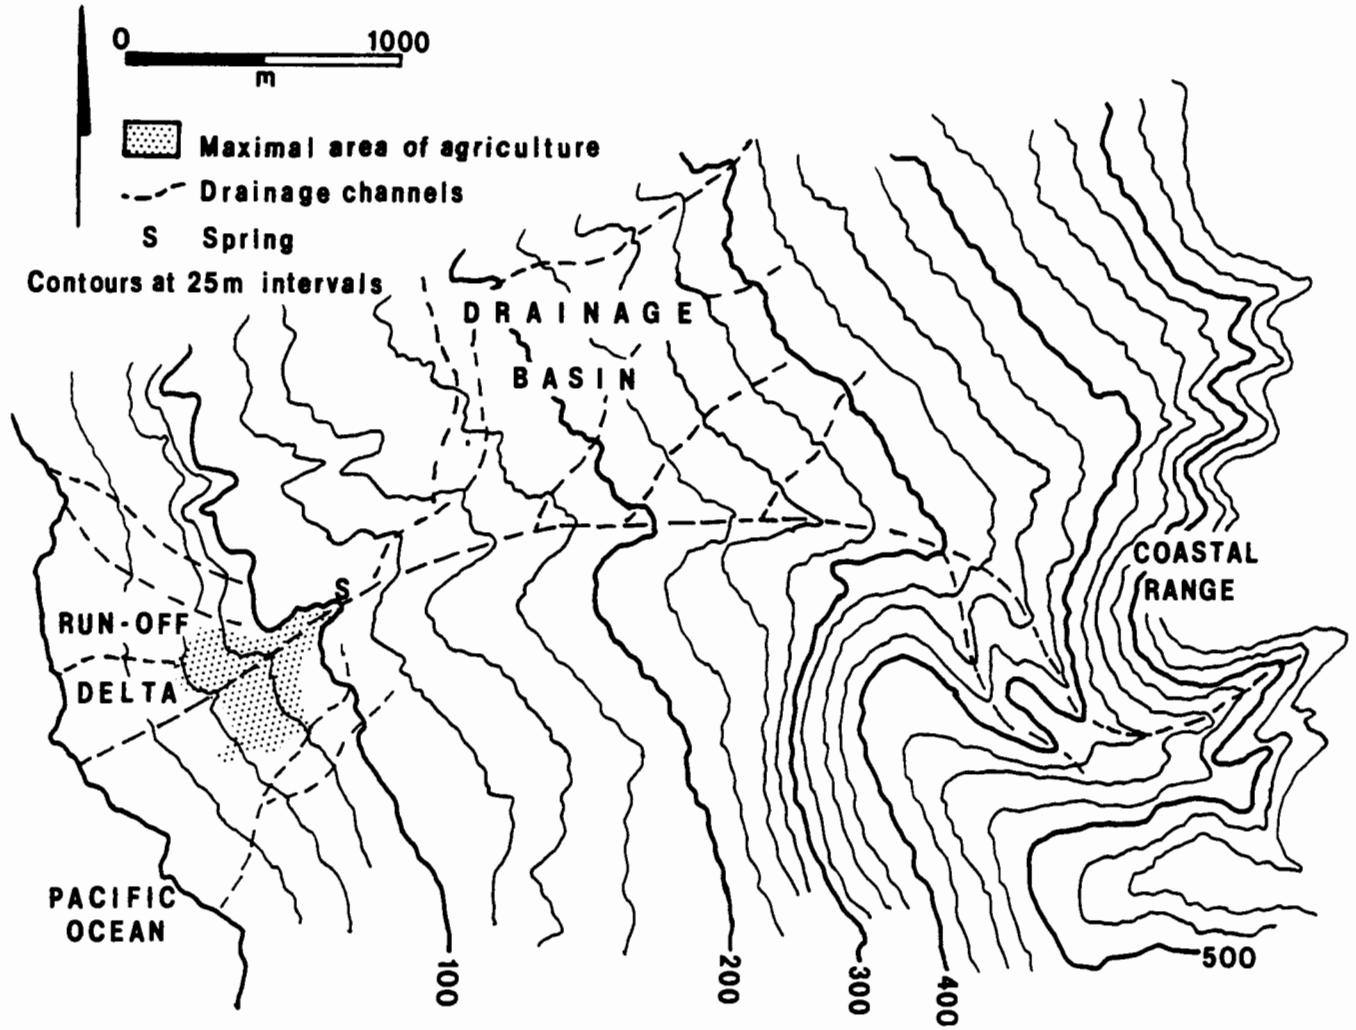 0 1000
m
Maximal area of agriculture
Drainage channels
S Spring
Contours at 25m intervals
DRAINAGE
BASIN
COASTAL
RANGE
S
RUN-OFF
DELTA
PACIFIC
OCEAN
100
200
300
400
500